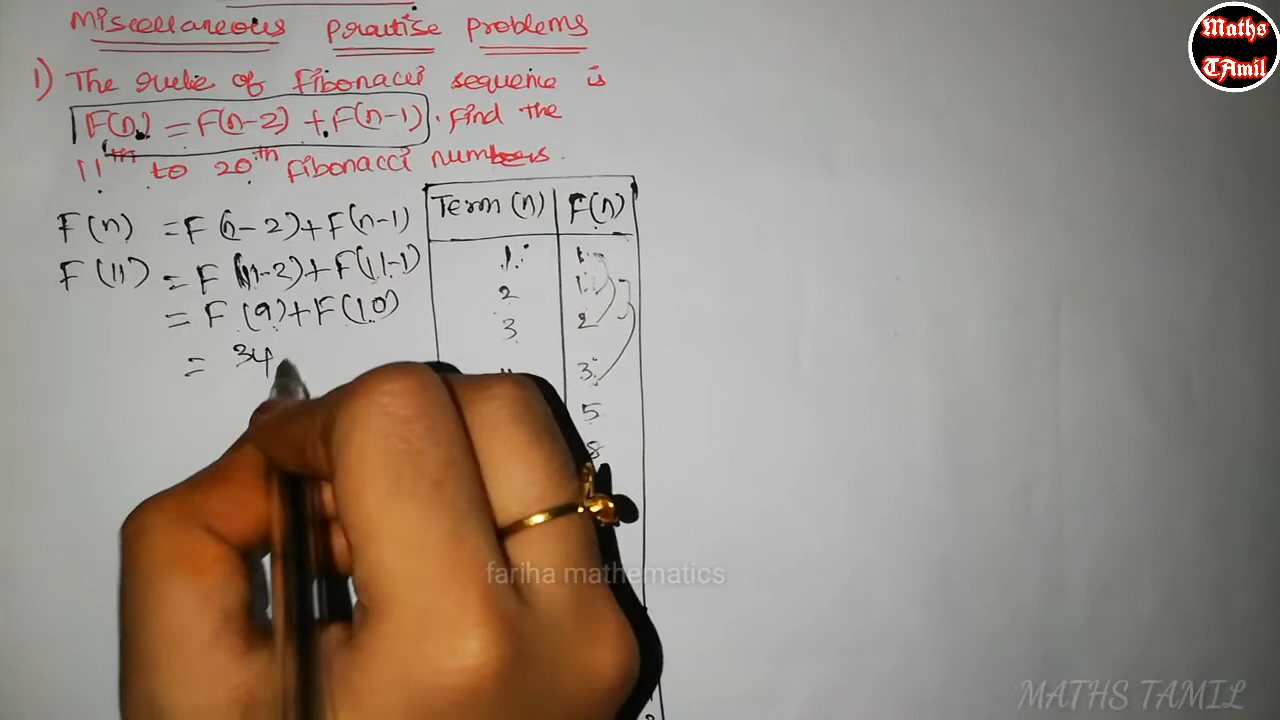 Miscellaneous Practise Problems
1) The rule of Fibonacci sequence is
F(n) = F(n-2) + F(n-1). Find the
11th to 20th Fibonacci numbers.
F(n) = F(n-2) + F(n-1)
F(11) = F(11-2) + F(11-1)
= F(9) + F(10)
= 34
Term (n) F(n)
1 1
2 1
3 2
3
5
8
Maths
TAmil
fariha mathematics
MATHS TAMIL